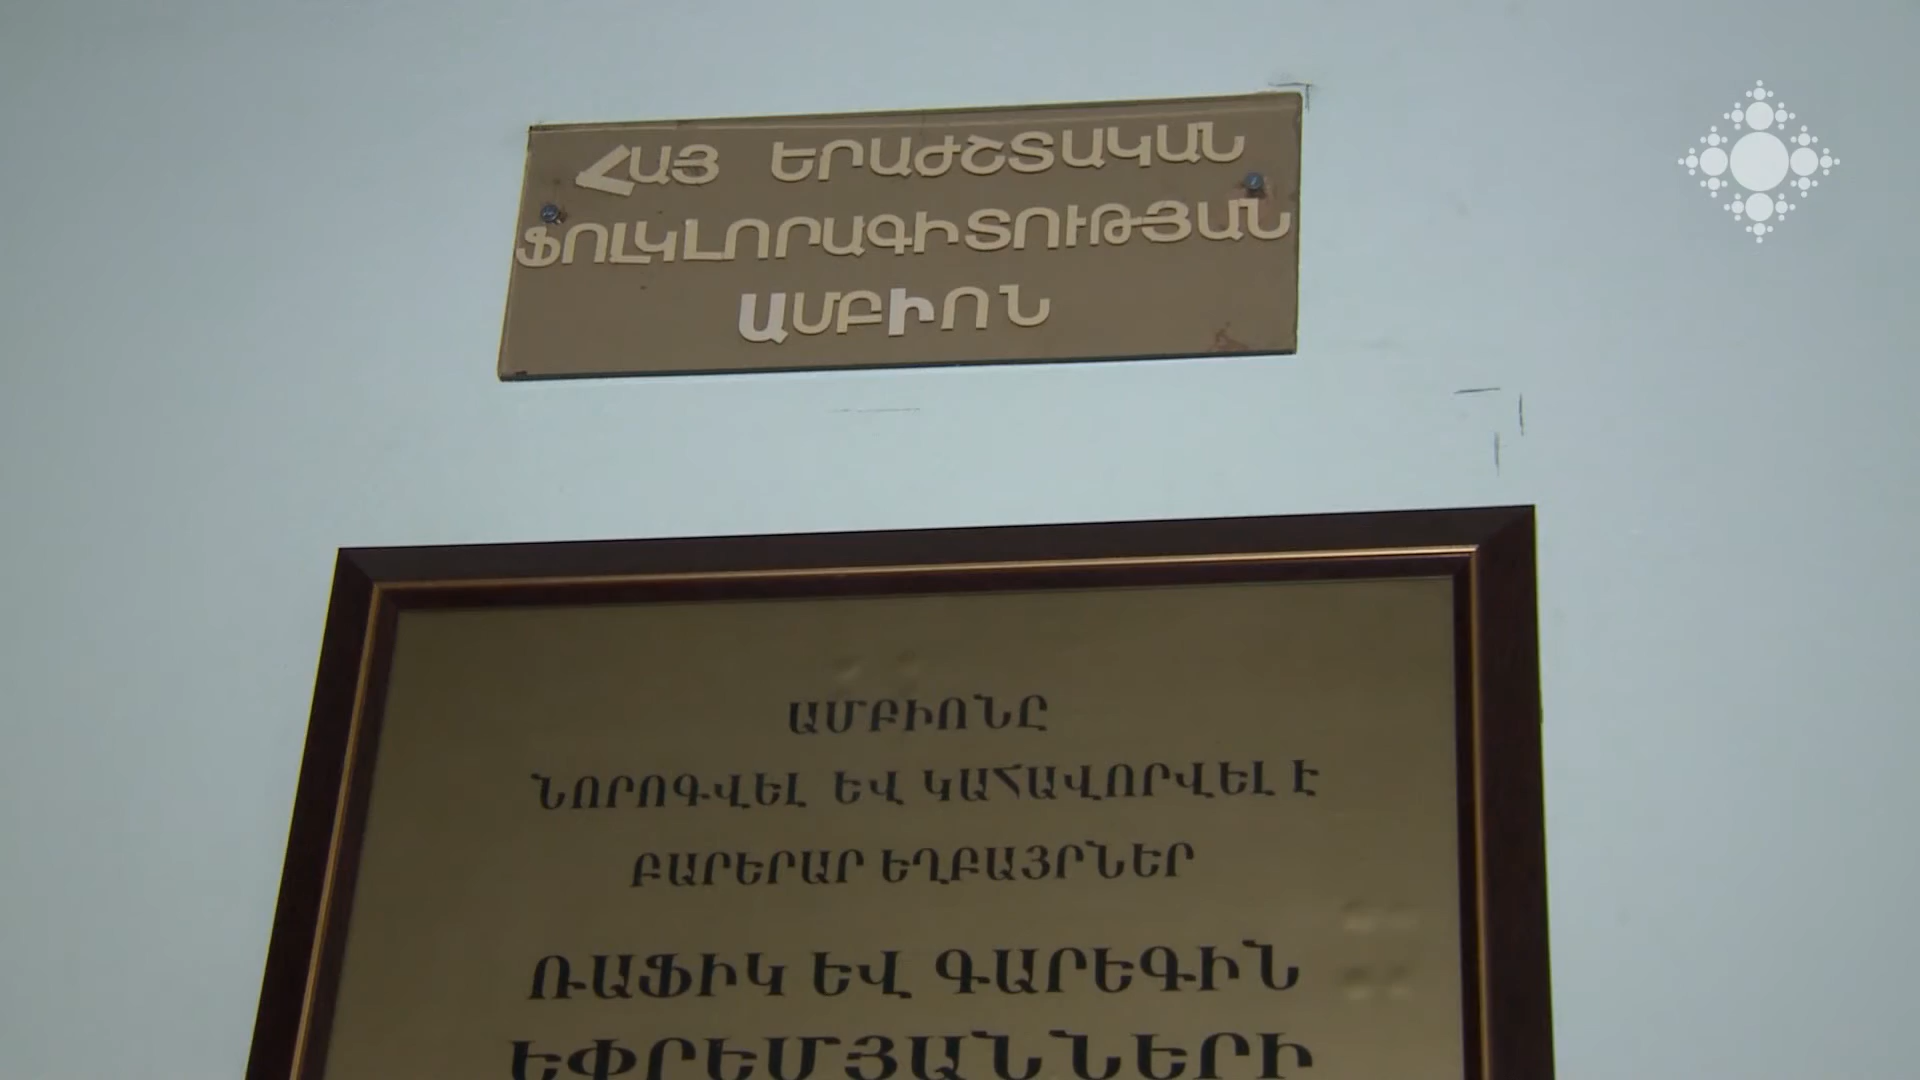 ՀԱՅ ԵՐԱԺՇՏԱԿԱՆ
ՖՈԼԿԼՈՐԱԳԻՏՈՒԹՅԱՆ
ԱՄԲԻՈՆ
ԱՄԲԻՈՆԸ
ՆՈՐՈԳՎԵԼ ԵՎ ԿԱՀԱՎՈՐՎԵԼ Է
ԲԱՐԵՐԱՐ ԵՂԲԱՅՐՆԵՐ
ՌԱՖԻԿ ԵՎ ԳԱՐԵԳԻՆ
ԵՓՐԵՄՅԱՆՆԵՐԻ